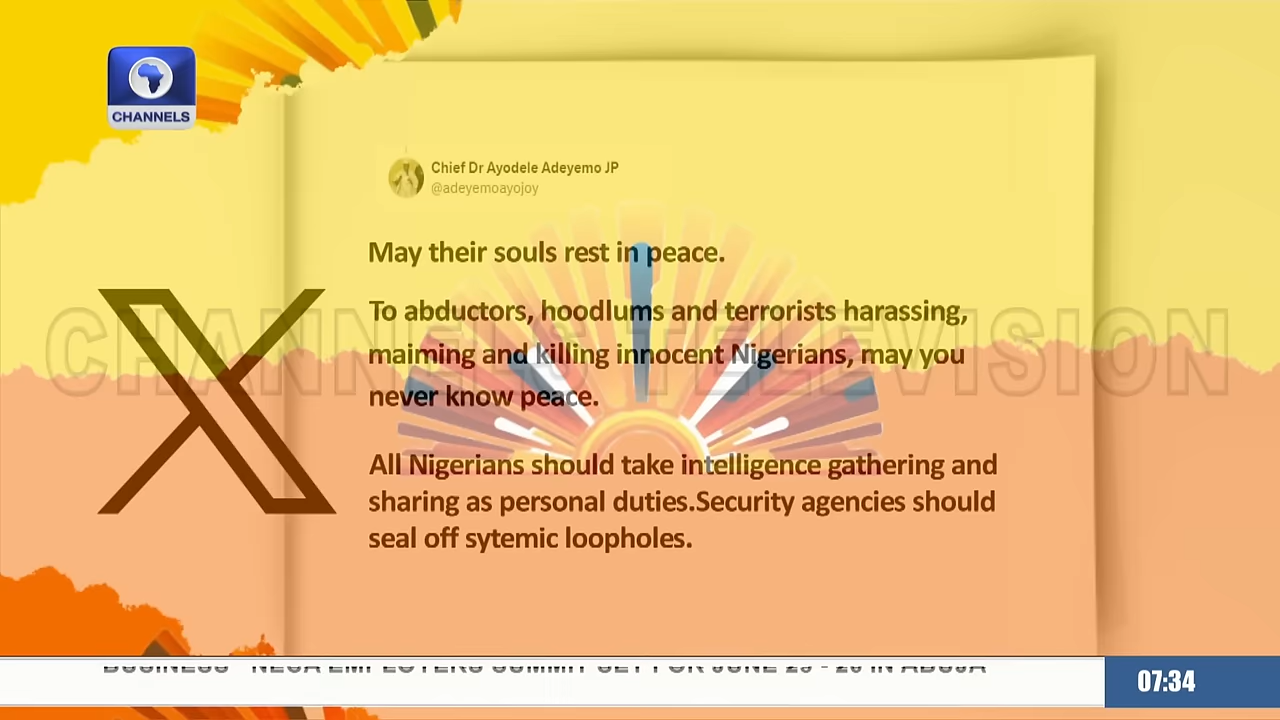 CHANNELS
Chief Dr Ayodele Adeyemo JP
@adeyemoayojoy
May their souls rest in peace.
To abductors, hoodlums and terrorists harassing,
maiming and killing innocent Nigerians, may you
never know peace.
CHANNELS TELEVISION
All Nigerians should take intelligence gathering and
sharing as personal duties.Security agencies should
seal off sytemic loopholes.
07:34